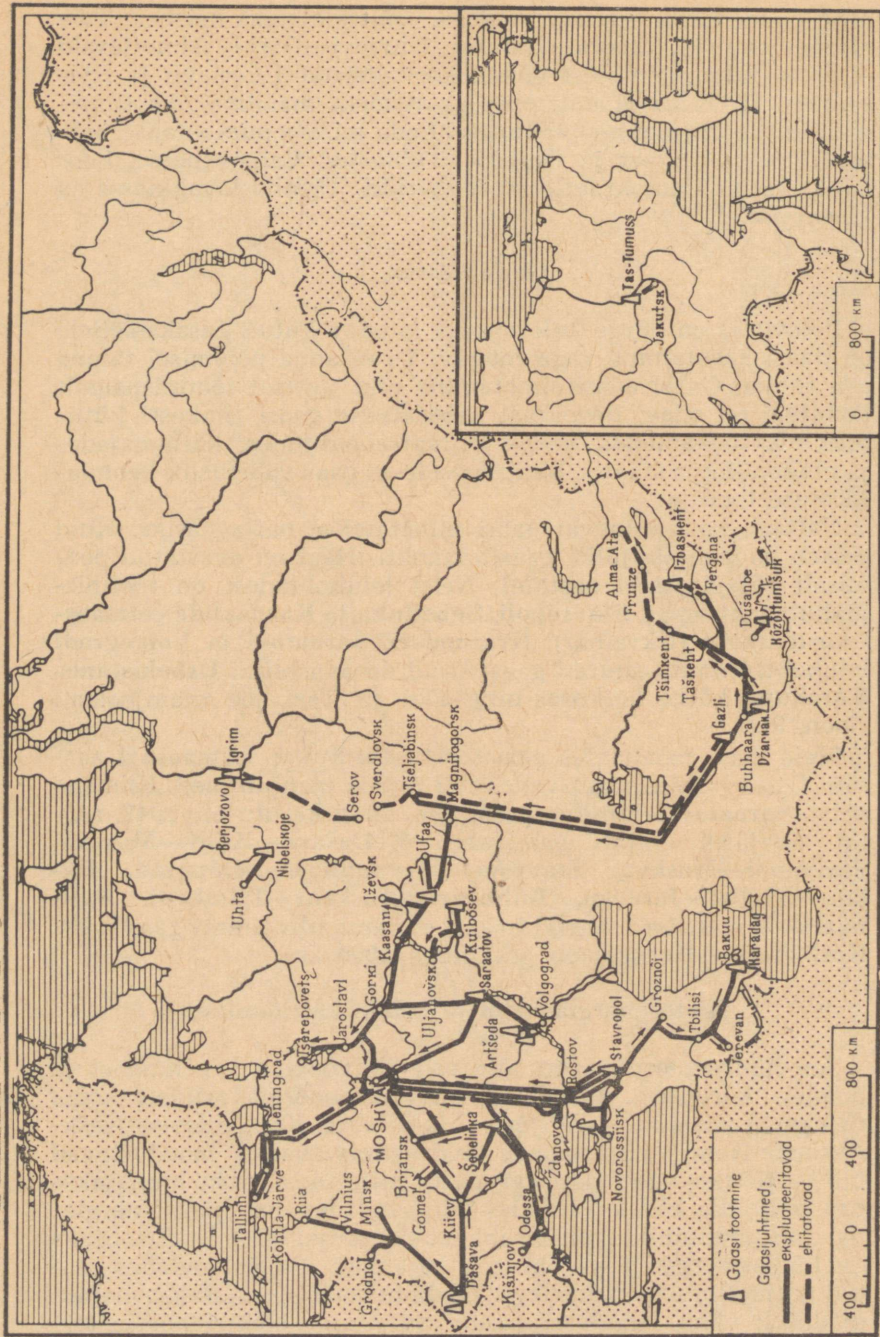 Tallinn
Kohtla-Järve
Leningrad
Riia
Vilnius
Minsk
Grodno
Dašava
Kiiev
Gomel
Brjansk
MOSKVA
Šebelinka
Odessa
Kišinjov
Ždanov
Rostov
Novorossiisk
Stavropol
Groznõi
Tbilisi
Jerevan
Bakuu
Karadag
Tšerepovets
Jaroslavl
Gorki
Kaasan
Iževsk
Uljanovsk
Kuibõšev
Saraatov
Artšeda
Volgograd
Ufaa
Uhta
Nibelskoje
Berjozovo
Igrim
Serov
Sverdlovsk
Tšeljabinsk
Magnitogorsk
Gazli
Buhhaara
Džarkak
Taškent
Tšimkent
Frunze
Alma-Ata
Izbaskent
Fergana
Dušanbe
Kõzõltumšuk
Tas-Tumuss
Jakutsk
0 800 км
Gaasi tootmine
Gaasijuhtmed:
ekspluateeritavad
ehitatavad
400 0 400 800 км